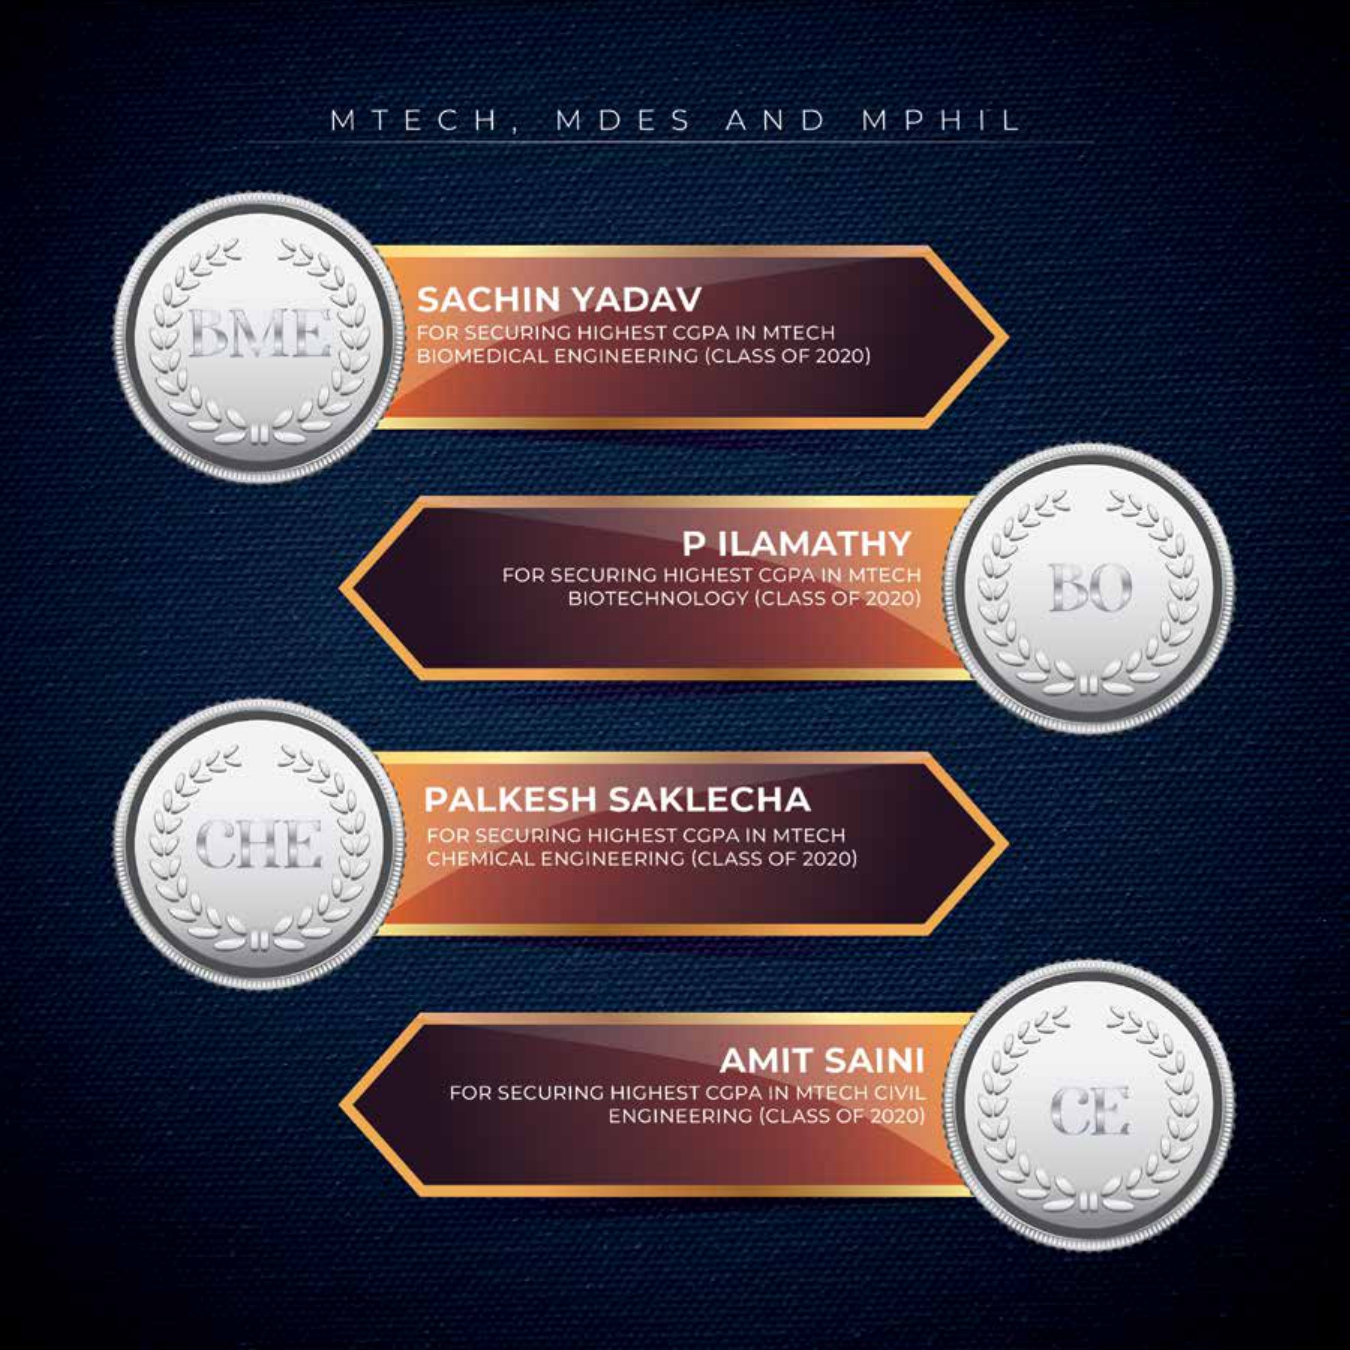 MTECH, MDES AND MPHIL
BME
SACHIN YADAV
FOR SECURING HIGHEST CGPA IN MTECH
BIOMEDICAL ENGINEERING (CLASS OF 2020)
P ILAMATHY
FOR SECURING HIGHEST CGPA IN MTECH
BIOTECHNOLOGY (CLASS OF 2020)
BO
CHE
PALKESH SAKLECHA
FOR SECURING HIGHEST CGPA IN MTECH
CHEMICAL ENGINEERING (CLASS OF 2020)
AMIT SAINI
FOR SECURING HIGHEST CGPA IN MTECH CIVIL
ENGINEERING (CLASS OF 2020)
CE